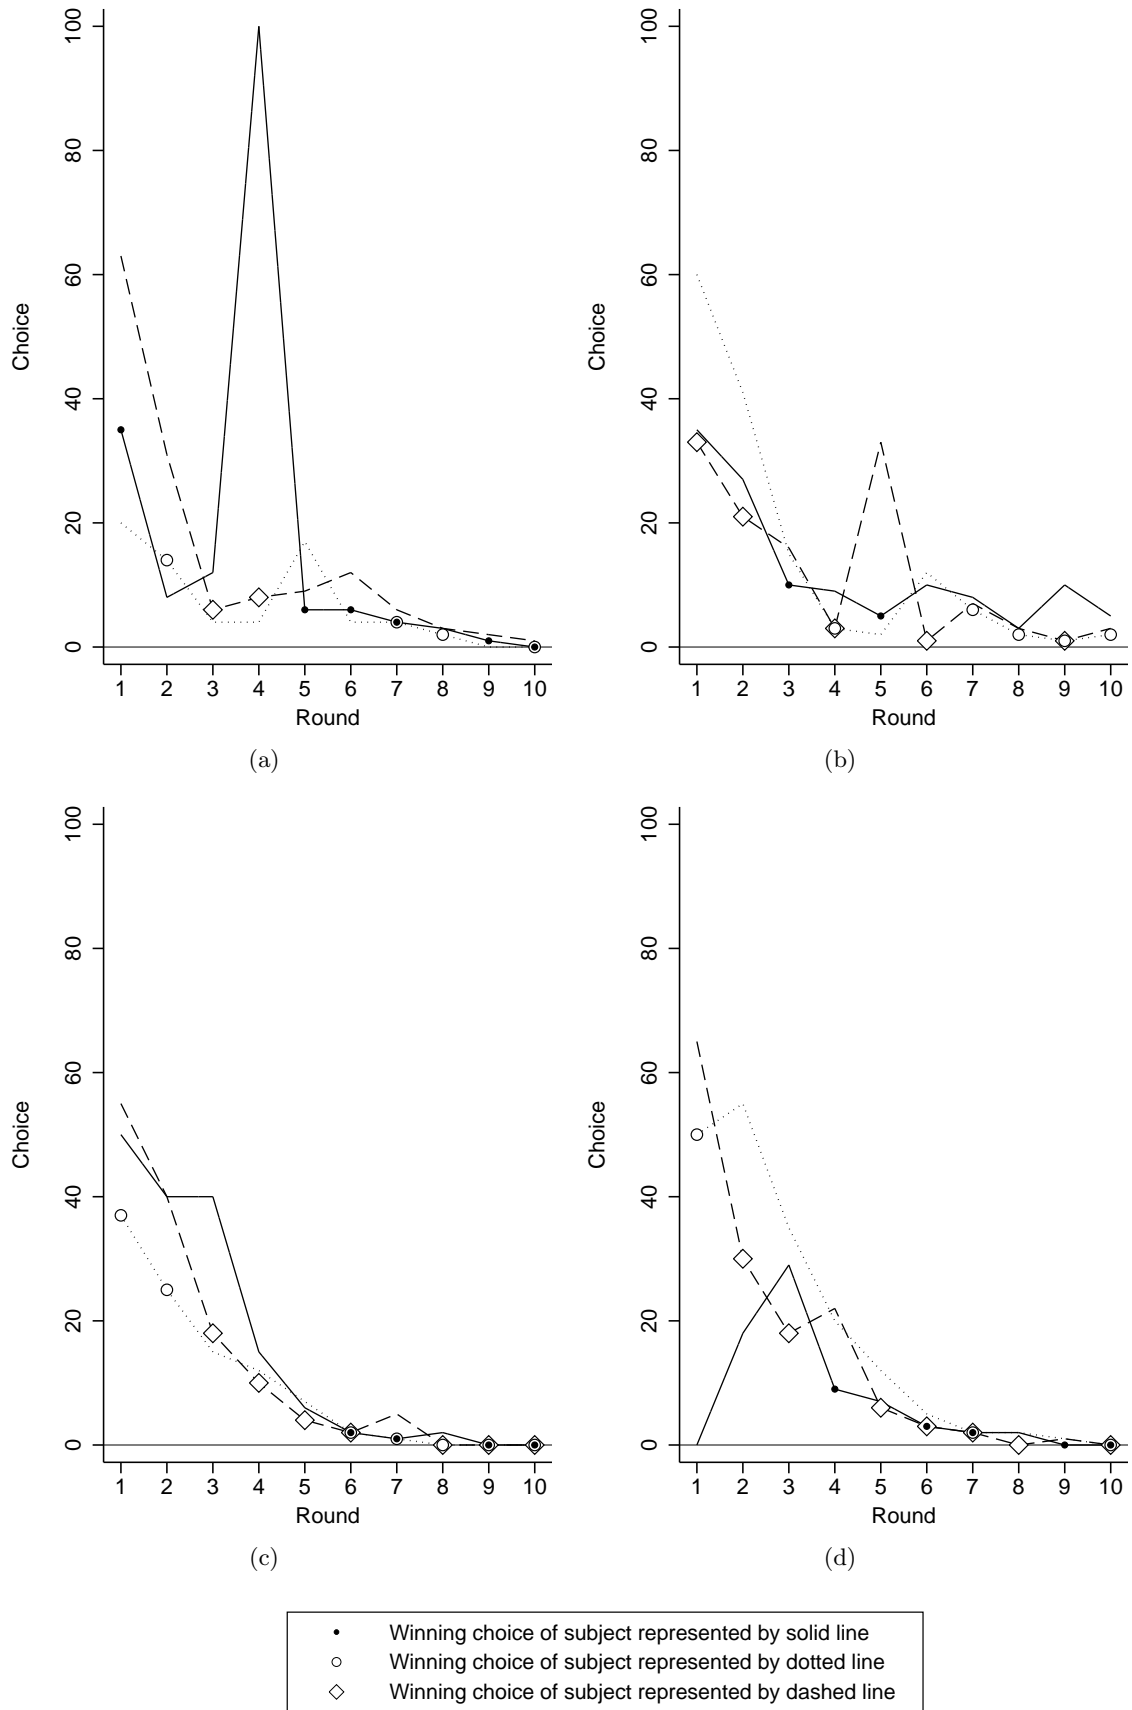 Choice
100
80
60
40
20
0
1 2 3 4 5 6 7 8 9 10
Round
(a)
Choice
100
80
60
40
20
0
1 2 3 4 5 6 7 8 9 10
Round
(b)
Choice
100
80
60
40
20
0
1 2 3 4 5 6 7 8 9 10
Round
(c)
Choice
100
80
60
40
20
0
1 2 3 4 5 6 7 8 9 10
Round
(d)
Winning choice of subject represented by solid line
Winning choice of subject represented by dotted line
Winning choice of subject represented by dashed line